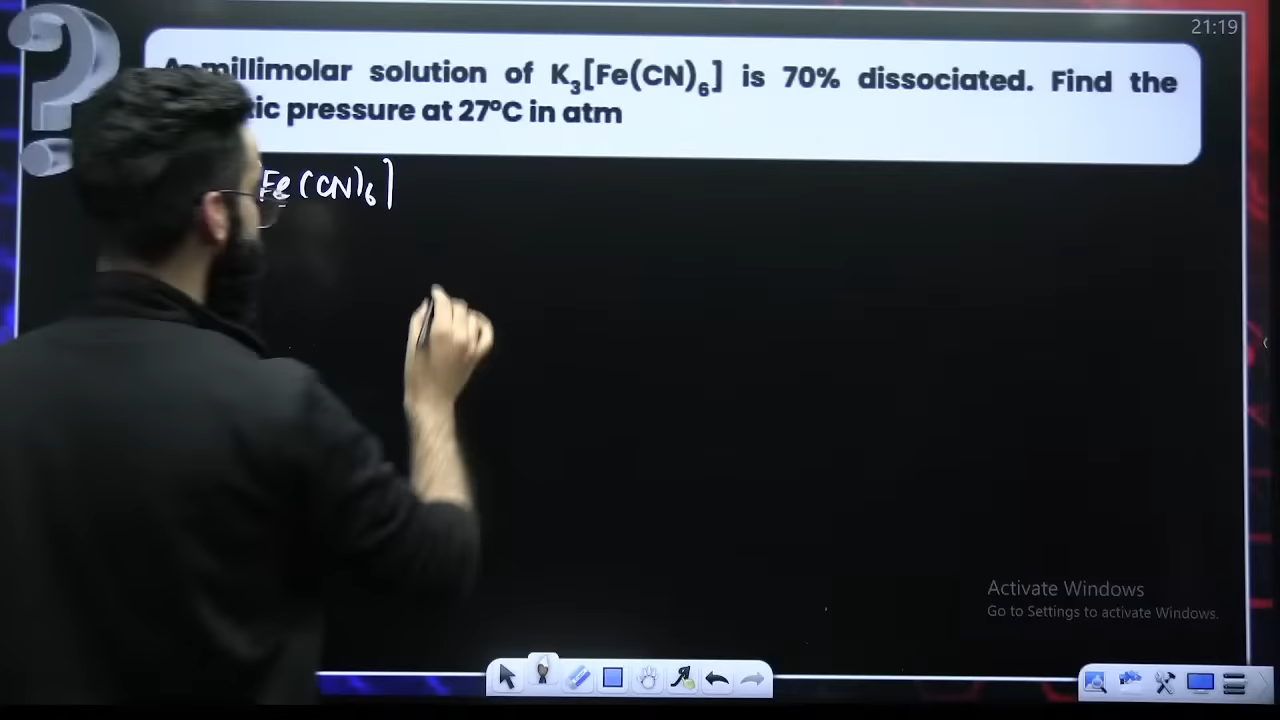 21:19
millimolar solution of K₃[Fe(CN)₆] is 70% dissociated. Find the
pressure at 27°C in atm
Fe(CN)₆]
Activate Windows
Go to Settings to activate Windows.